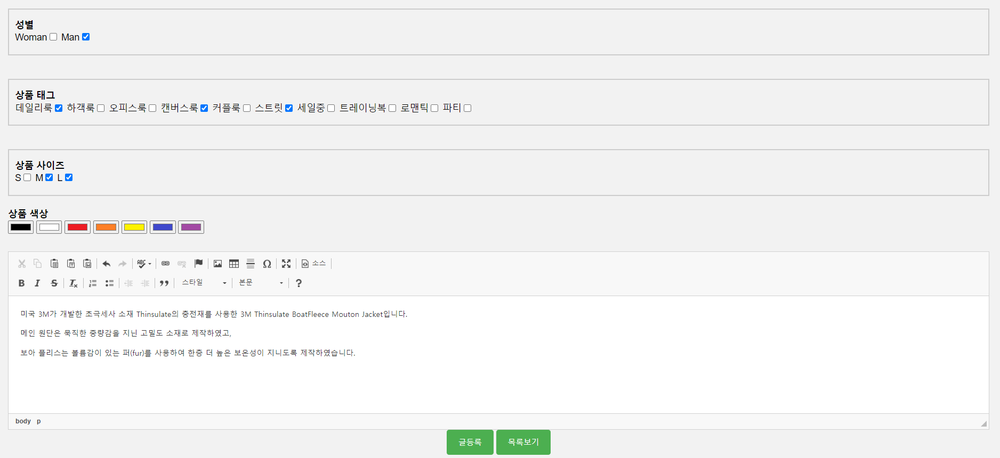 성별
Woman Man
상품 태그
데일리룩 하객룩 오피스룩 캔버스룩 커플룩 스트릿 세일중 트레이닝복 로맨틱 파티
상품 사이즈
S M L
상품 색상
ABC Ω 소스
B I S Tx 스타일 본문 ?
미국 3M가 개발한 초극세사 소재 Thinsulate의 충전재를 사용한 3M Thinsulate BoatFleece Mouton Jacket입니다.
메인 원단은 묵직한 중량감을 지닌 고밀도 소재로 제작하였고,
보아 플리스는 볼륨감이 있는 퍼(fur)를 사용하여 한층 더 높은 보온성이 지니도록 제작하였습니다.
body p
글등록 목록보기